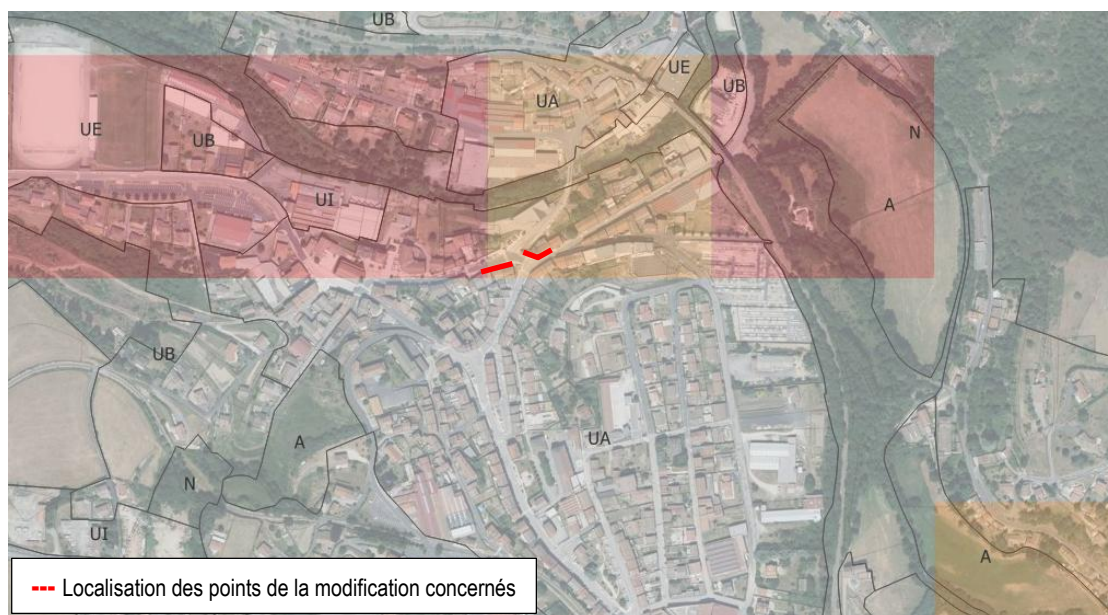 UB
UE
UA
UB
UE
UB
N
UI
A
UB
A
UA
N
UI
A
Localisation des points de la modification concernés